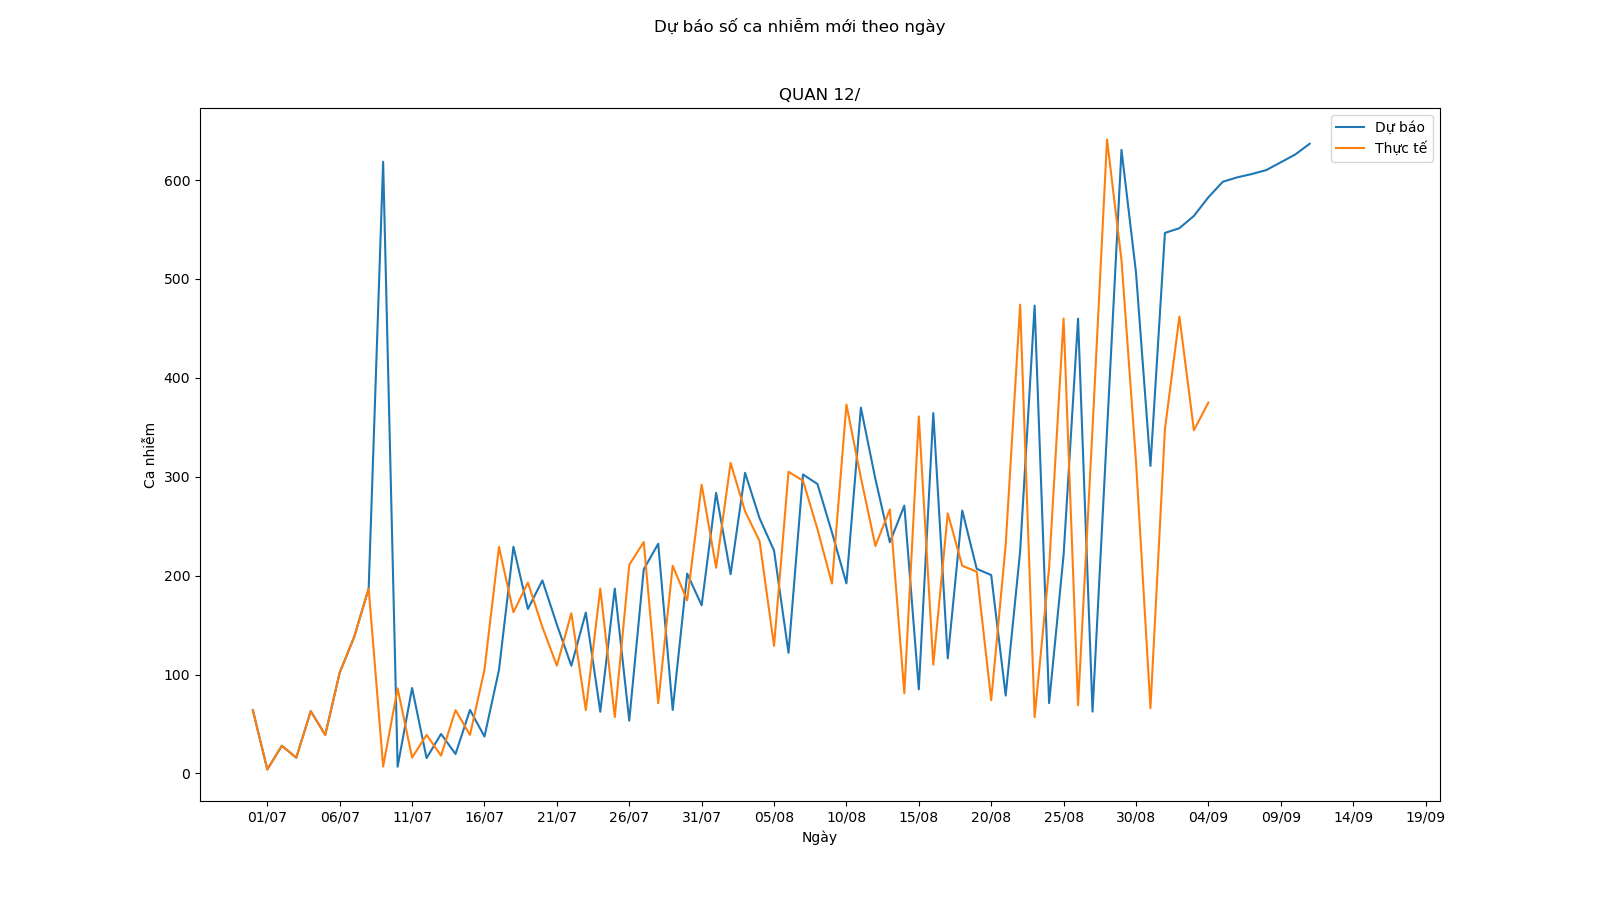 Dự báo số ca nhiễm mới theo ngày
QUAN 12/
Dự báo
Thực tế
600
500
400
300
200
100
0
Ca nhiễm
01/07 06/07 11/07 16/07 21/07 26/07 31/07 05/08 10/08 15/08 20/08 25/08 30/08 04/09 09/09 14/09 19/09
Ngày